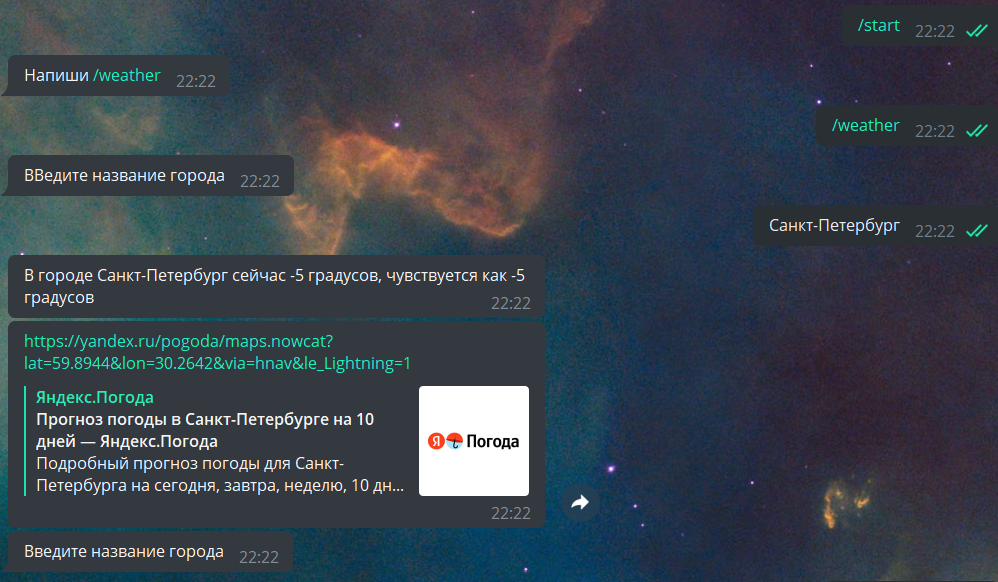 /start 22:22
Напиши /weather 22:22
/weather 22:22
ВВедите название города 22:22
Санкт-Петербург 22:22
В городе Санкт-Петербург сейчас -5 градусов, чувствуется как -5
градусов 22:22
https://yandex.ru/pogoda/maps.nowcat?
lat=59.8944&lon=30.2642&via=hnav&le_Lightning=1
Яндекс.Погода
Прогноз погоды в Санкт-Петербурге на 10
дней — Яндекс.Погода
Подробный прогноз погоды для Санкт-
Петербурга на сегодня, завтра, неделю, 10 дн...
Я Погода
22:22
Введите название города 22:22